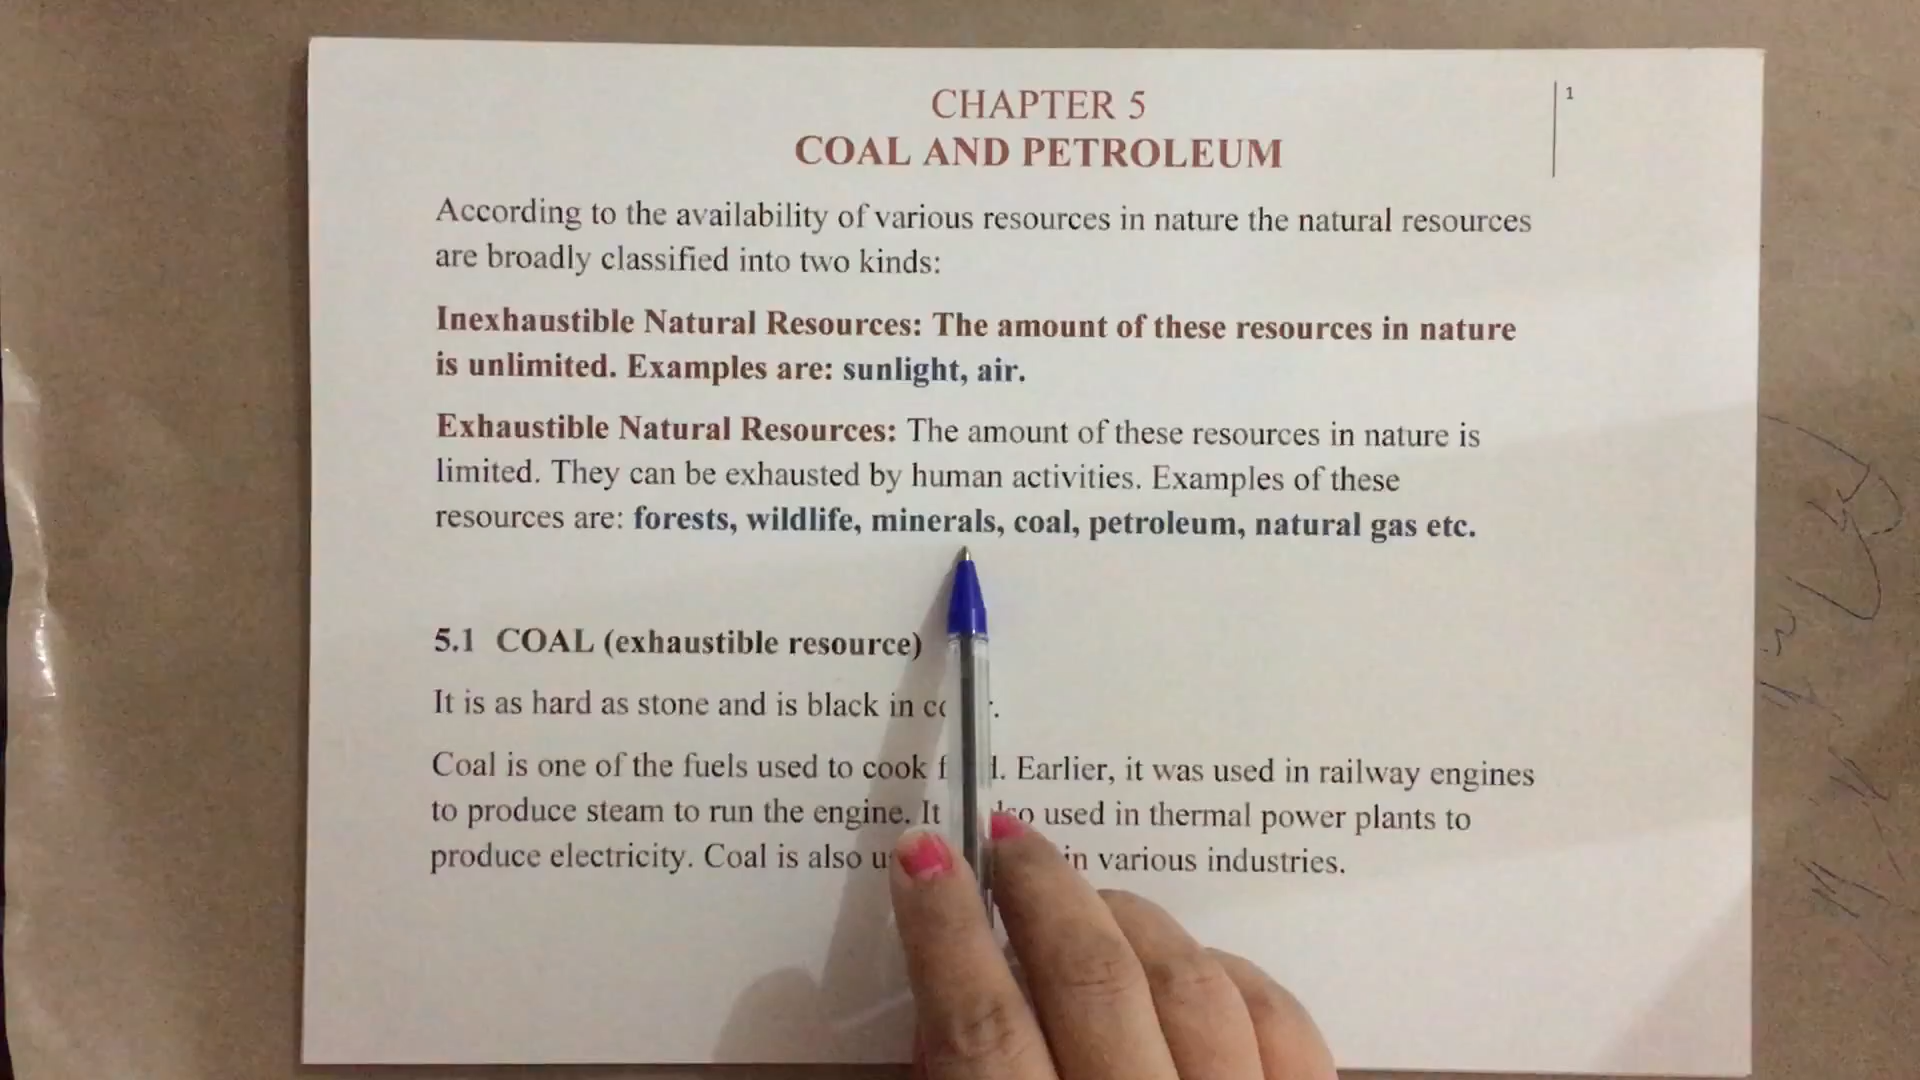 CHAPTER 5
1
COAL AND PETROLEUM
According to the availability of various resources in nature the natural resources
are broadly classified into two kinds:
Inexhaustible Natural Resources: The amount of these resources in nature
is unlimited. Examples are: sunlight, air.
Exhaustible Natural Resources: The amount of these resources in nature is
limited. They can be exhausted by human activities. Examples of these
resources are: forests, wildlife, minerals, coal, petroleum, natural gas etc.
5.1 COAL (exhaustible resource)
It is as hard as stone and is black in
Coal is one of the fuels used to cook Earlier, it was used in railway engines
to produce steam to run the engine. It used in thermal power plants to
produce electricity. Coal is also in various industries.